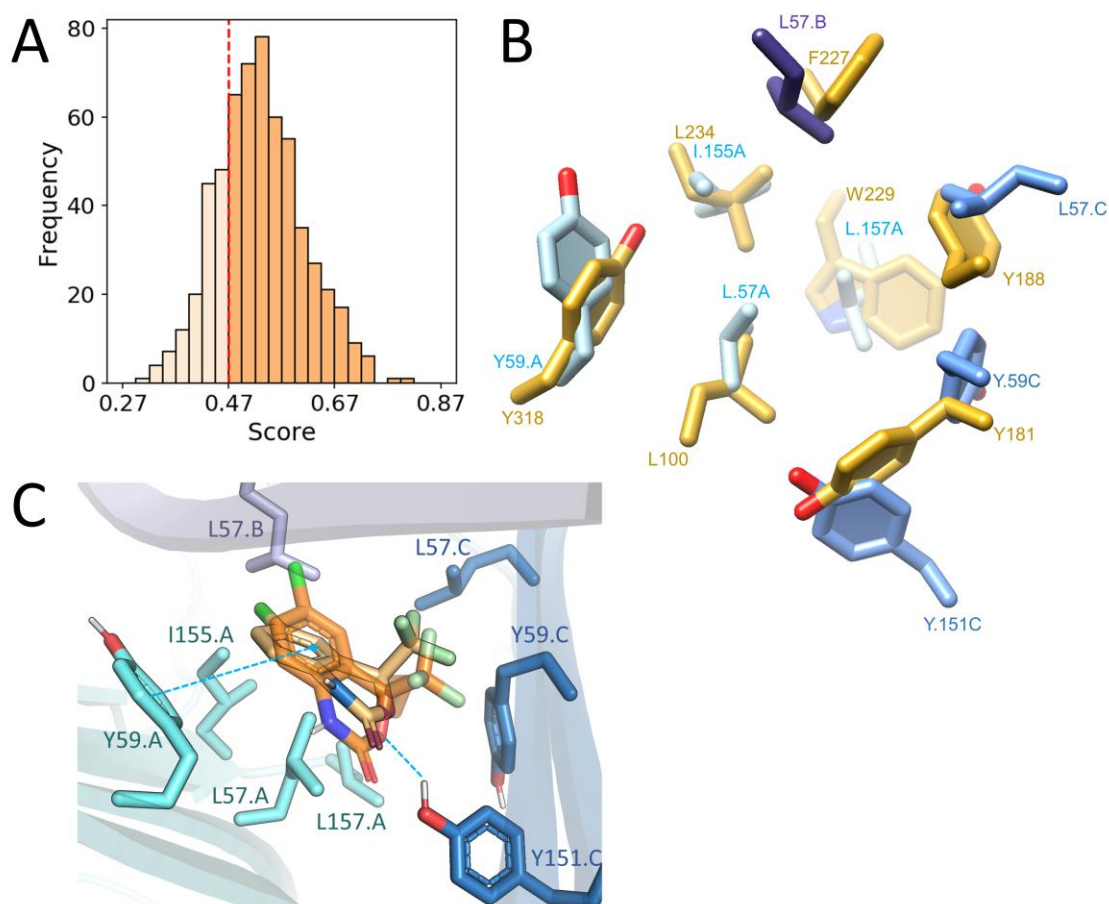 A
80
60
40
20
0
Frequency
0.27
0.47
0.67
0.87
Score
B
L57.B
F227
L234
I.155A
W229
L57.C
L.157A
Y188
L.57A
Y59.A
Y318
Y.59C
Y181
L100
Y.151C
C
L57.B
L57.C
I155.A
Y59.C
Y59.A
L57.A
L157.A
Y151.C